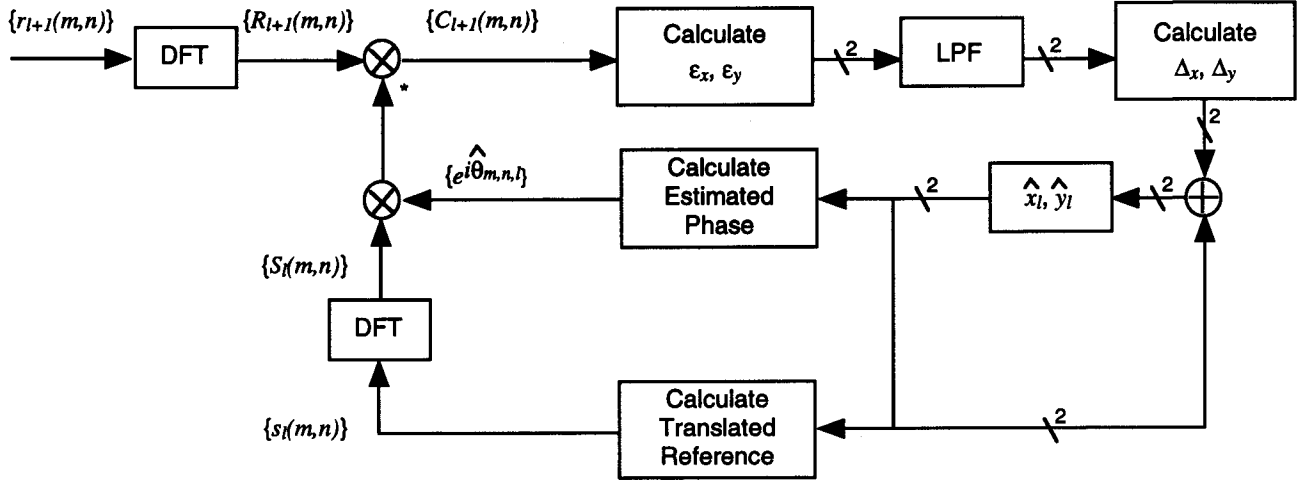 {r_{l+1}(m,n)}
{R_{l+1}(m,n)}
{C_{l+1}(m,n)}
DFT
*
Calculate
ε_x, ε_y
2
LPF
2
Calculate
Δ_x, Δ_y
2
{e^{iθ̂_{m,n,l}}}
Calculate
Estimated
Phase
2
x̂_l, ŷ_l
2
{S_l(m,n)}
DFT
{s_l(m,n)}
Calculate
Translated
Reference
2